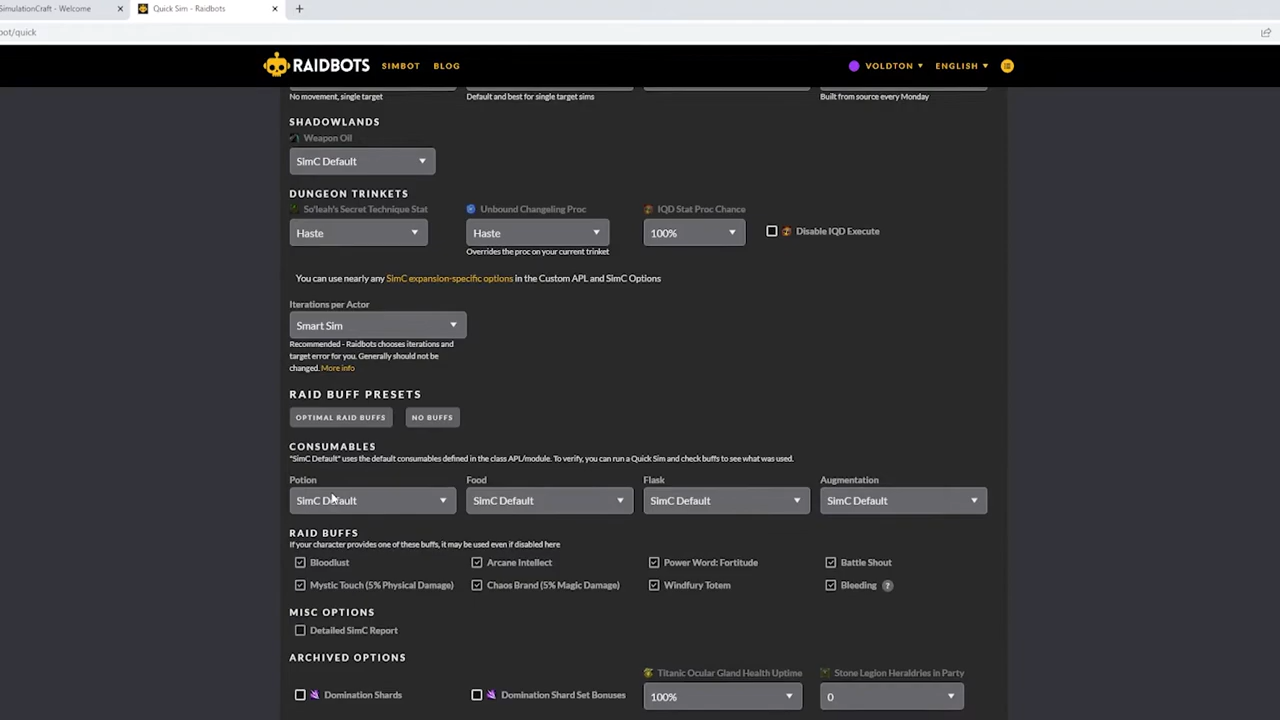 SimulationCraft - Welcome
Quick Sim - Raidbots
bot/quick
RAIDBOTS
SIMBOT
BLOG
VOLDTON
ENGLISH
No movement, single target
Default and best for single target sims
Built from source every Monday
SHADOWLANDS
Weapon Oil
SimC Default
DUNGEON TRINKETS
So'leah's Secret Technique Stat
Unbound Changeling Proc
IQD Stat Proc Chance
Haste
Haste
100%
Disable IQD Execute
Overrides the proc on your current trinket
You can use nearly any SimC expansion-specific options in the Custom APL and SimC Options
Iterations per Actor
Smart Sim
Recommended - Raidbots chooses iterations and
target error for you. Generally should not be
changed. More info
RAID BUFF PRESETS
OPTIMAL RAID BUFFS
NO BUFFS
CONSUMABLES
"SimC Default" uses the default consumables defined in the class APL/module. To verify, you can run a Quick Sim and check buffs to see what was used.
Potion
Food
Flask
Augmentation
SimC Default
SimC Default
SimC Default
SimC Default
RAID BUFFS
If your character provides one of these buffs, it may be used even if disabled here
Bloodlust
Arcane Intellect
Power Word: Fortitude
Battle Shout
Mystic Touch (5% Physical Damage)
Chaos Brand (5% Magic Damage)
Windfury Totem
Bleeding ?
MISC OPTIONS
Detailed SimC Report
ARCHIVED OPTIONS
Titanic Ocular Gland Health Uptime
Stone Legion Heraldries in Party
Domination Shards
Domination Shard Set Bonuses
100%
0